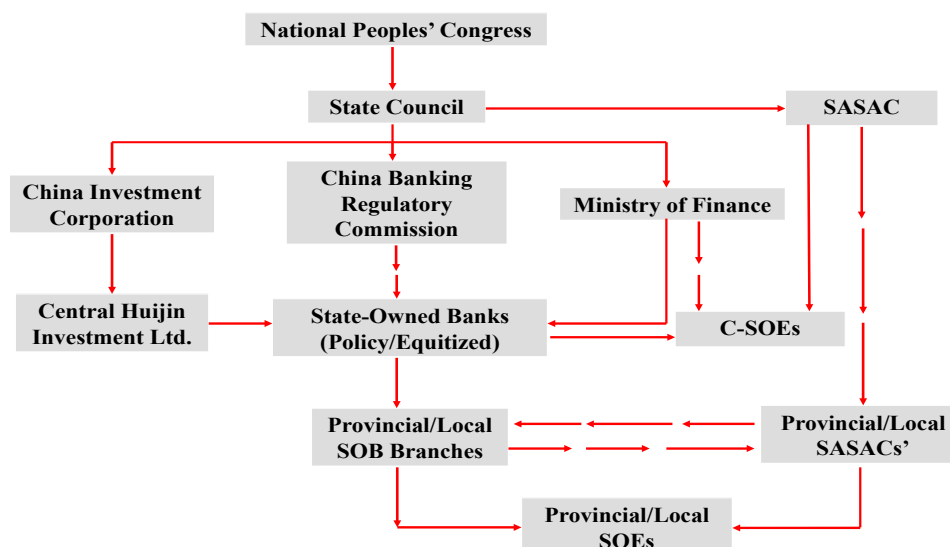 National Peoples’ Congress
State Council
SASAC
China Investment
Corporation
China Banking
Regulatory
Commission
Ministry of Finance
Central Huijin
Investment Ltd.
State-Owned Banks
(Policy/Equitized)
C-SOEs
Provincial/Local
SOB Branches
Provincial/Local
SASACs’
Provincial/Local
SOEs